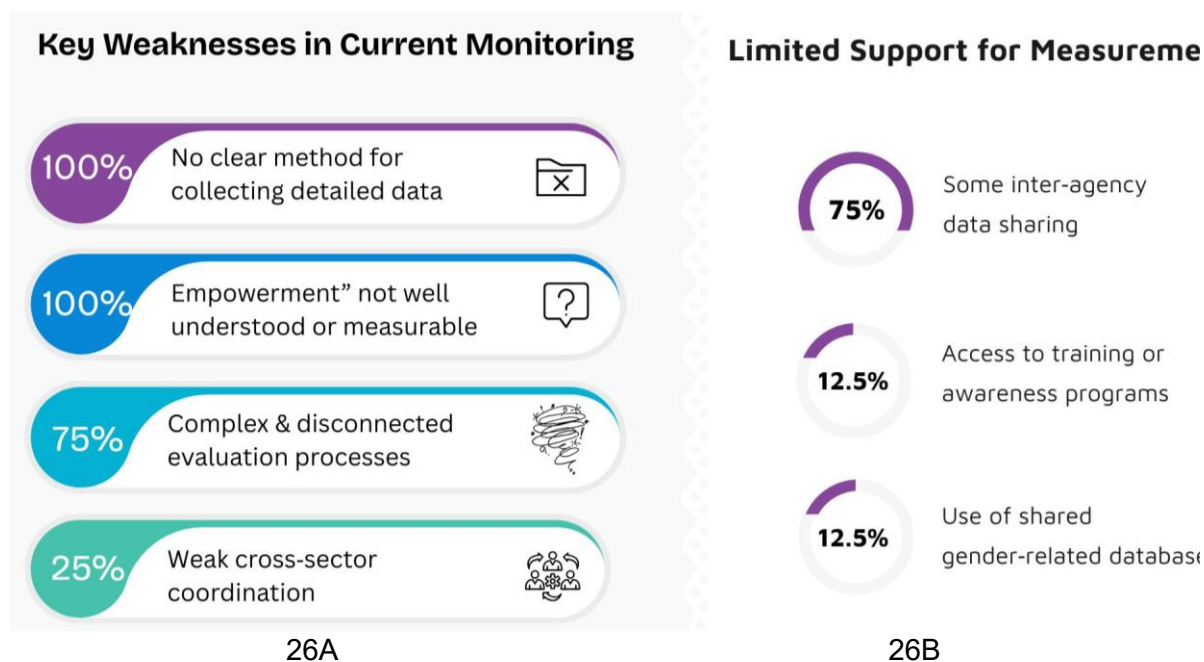 Key Weaknesses in Current Monitoring
100%
No clear method for
collecting detailed data
100%
Empowerment” not well
understood or measurable
75%
Complex & disconnected
evaluation processes
25%
Weak cross-sector
coordination
26A
Limited Support for Measureme
75%
Some inter-agency
data sharing
12.5%
Access to training or
awareness programs
12.5%
Use of shared
gender-related database
26B